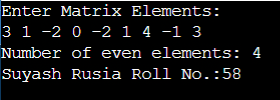 Enter Matrix Elements:
3 1 -2 0 -2 1 4 -1 3
Number of even elements: 4
Suyash Rusia Roll No.:58